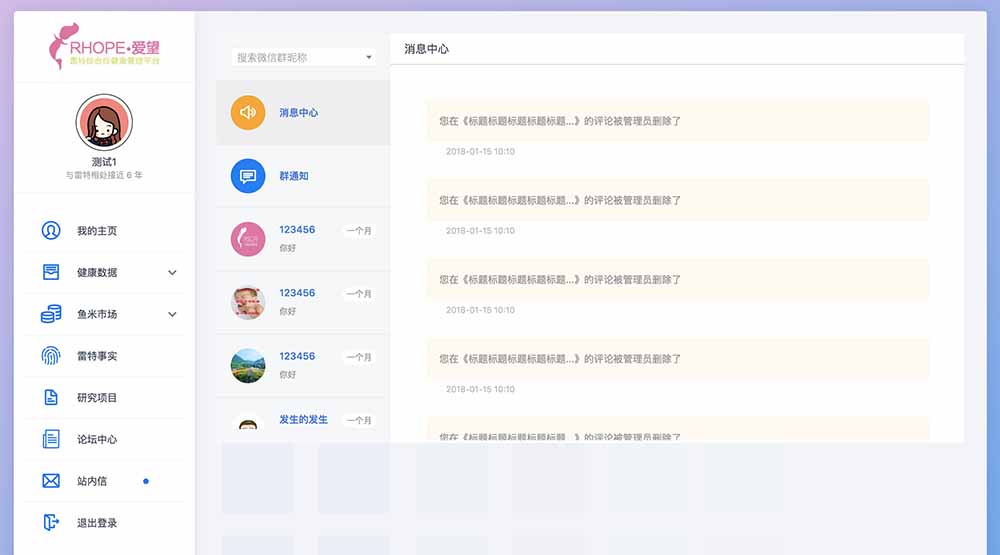 RHOPE•爱望
雷特综合征健康管理平台
测试1
与雷特相处接近 6 年
我的主页
健康数据
鱼米市场
雷特事实
研究项目
论坛中心
站内信
退出登录
搜索微信群昵称
消息中心
群通知
123456
一个月
你好
123456
一个月
你好
123456
一个月
你好
发生的发生
一个月
消息中心
您在《标题标题标题标题标题...》的评论被管理员删除了
2018-01-15 10:10
您在《标题标题标题标题标题...》的评论被管理员删除了
2018-01-15 10:10
您在《标题标题标题标题标题...》的评论被管理员删除了
2018-01-15 10:10
您在《标题标题标题标题标题...》的评论被管理员删除了
2018-01-15 10:10
您在《标题标题标题标题标题...》的评论被管理员删除了